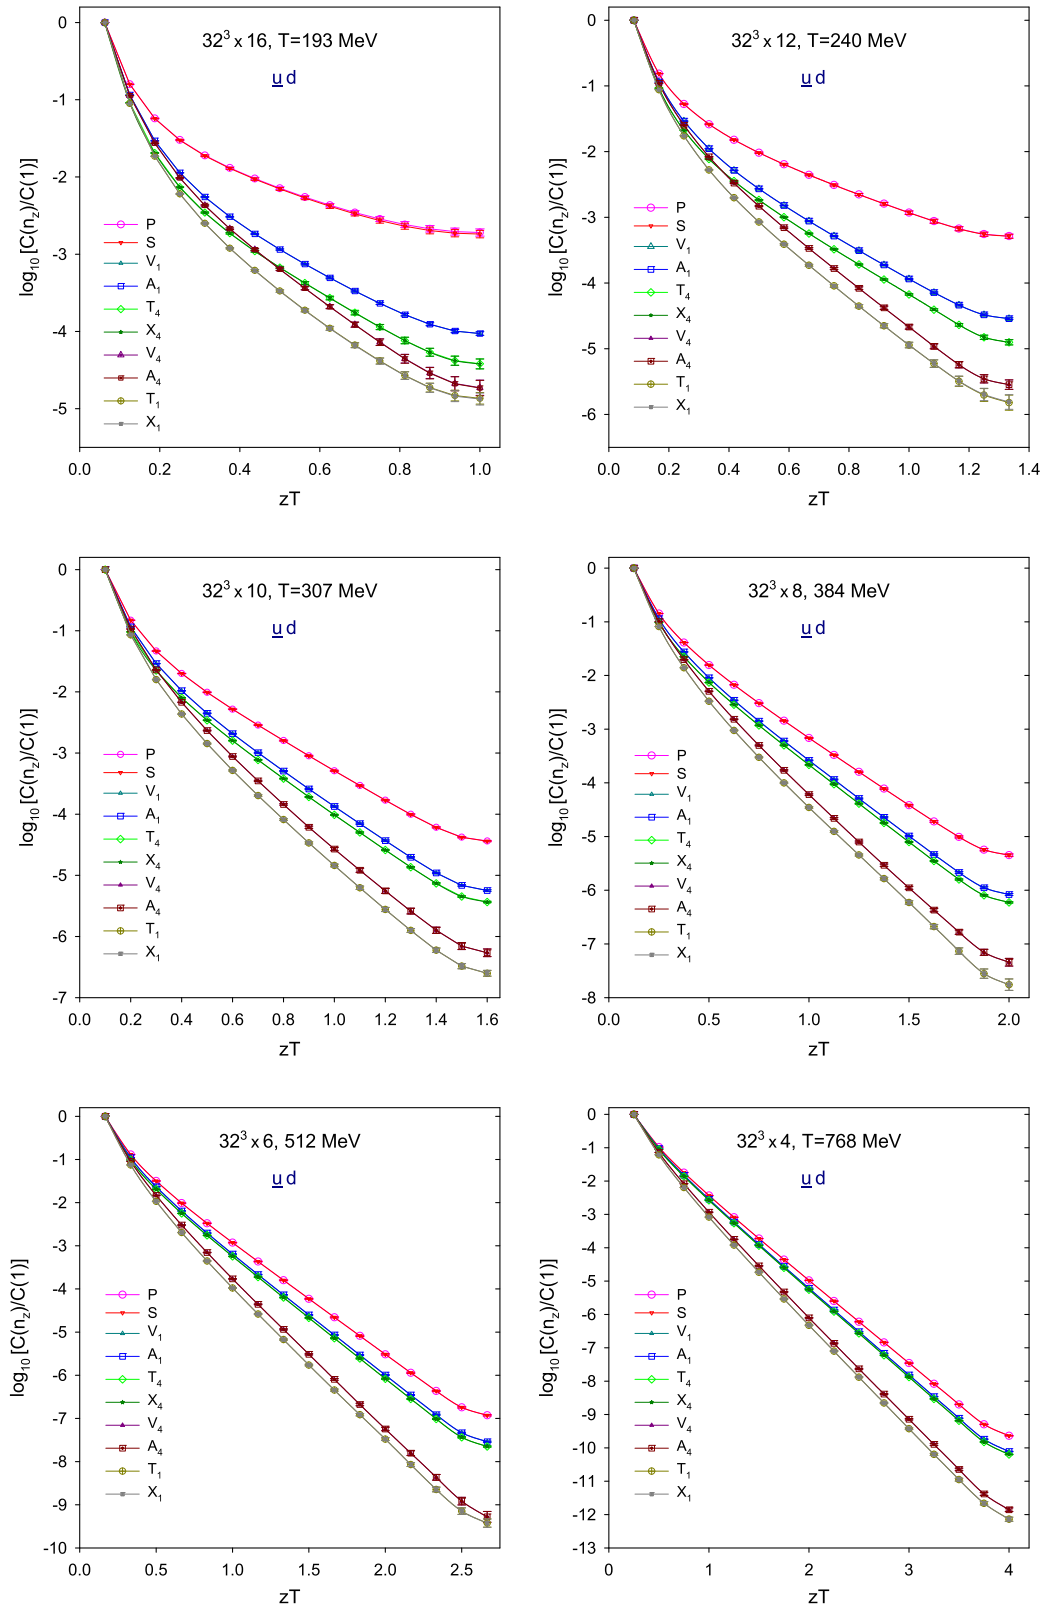 32³ x 16, T=193 MeV
u d
log₁₀ [C(n_z)/C(1)]
0
-1
-2
-3
-4
-5
P
S
V₁
A₁
T₄
X₄
V₄
A₄
T₁
X₁
0.0 0.2 0.4 0.6 0.8 1.0
zT
32³ x 12, T=240 MeV
u d
log₁₀ [C(n_z)/C(1)]
0
-1
-2
-3
-4
-5
-6
P
S
V₁
A₁
T₄
X₄
V₄
A₄
T₁
X₁
0.0 0.2 0.4 0.6 0.8 1.0 1.2 1.4
zT
32³ x 10, T=307 MeV
u d
log₁₀ [C(n_z)/C(1)]
0
-1
-2
-3
-4
-5
-6
-7
P
S
V₁
A₁
T₄
X₄
V₄
A₄
T₁
X₁
0.0 0.2 0.4 0.6 0.8 1.0 1.2 1.4 1.6
zT
32³ x 8, 384 MeV
u d
log₁₀ [C(n_z)/C(1)]
0
-1
-2
-3
-4
-5
-6
-7
-8
P
S
V₁
A₁
T₄
X₄
V₄
A₄
T₁
X₁
0.0 0.5 1.0 1.5 2.0
zT
32³ x 6, 512 MeV
u d
log₁₀ [C(n_z)/C(1)]
0
-1
-2
-3
-4
-5
-6
-7
-8
-9
-10
P
S
V₁
A₁
T₄
X₄
V₄
A₄
T₁
X₁
0.0 0.5 1.0 1.5 2.0 2.5
zT
32³ x 4, T=768 MeV
u d
log₁₀ [C(n_z)/C(1)]
0
-1
-2
-3
-4
-5
-6
-7
-8
-9
-10
-11
-12
-13
P
S
V₁
A₁
T₄
X₄
V₄
A₄
T₁
X₁
0 1 2 3 4
zT